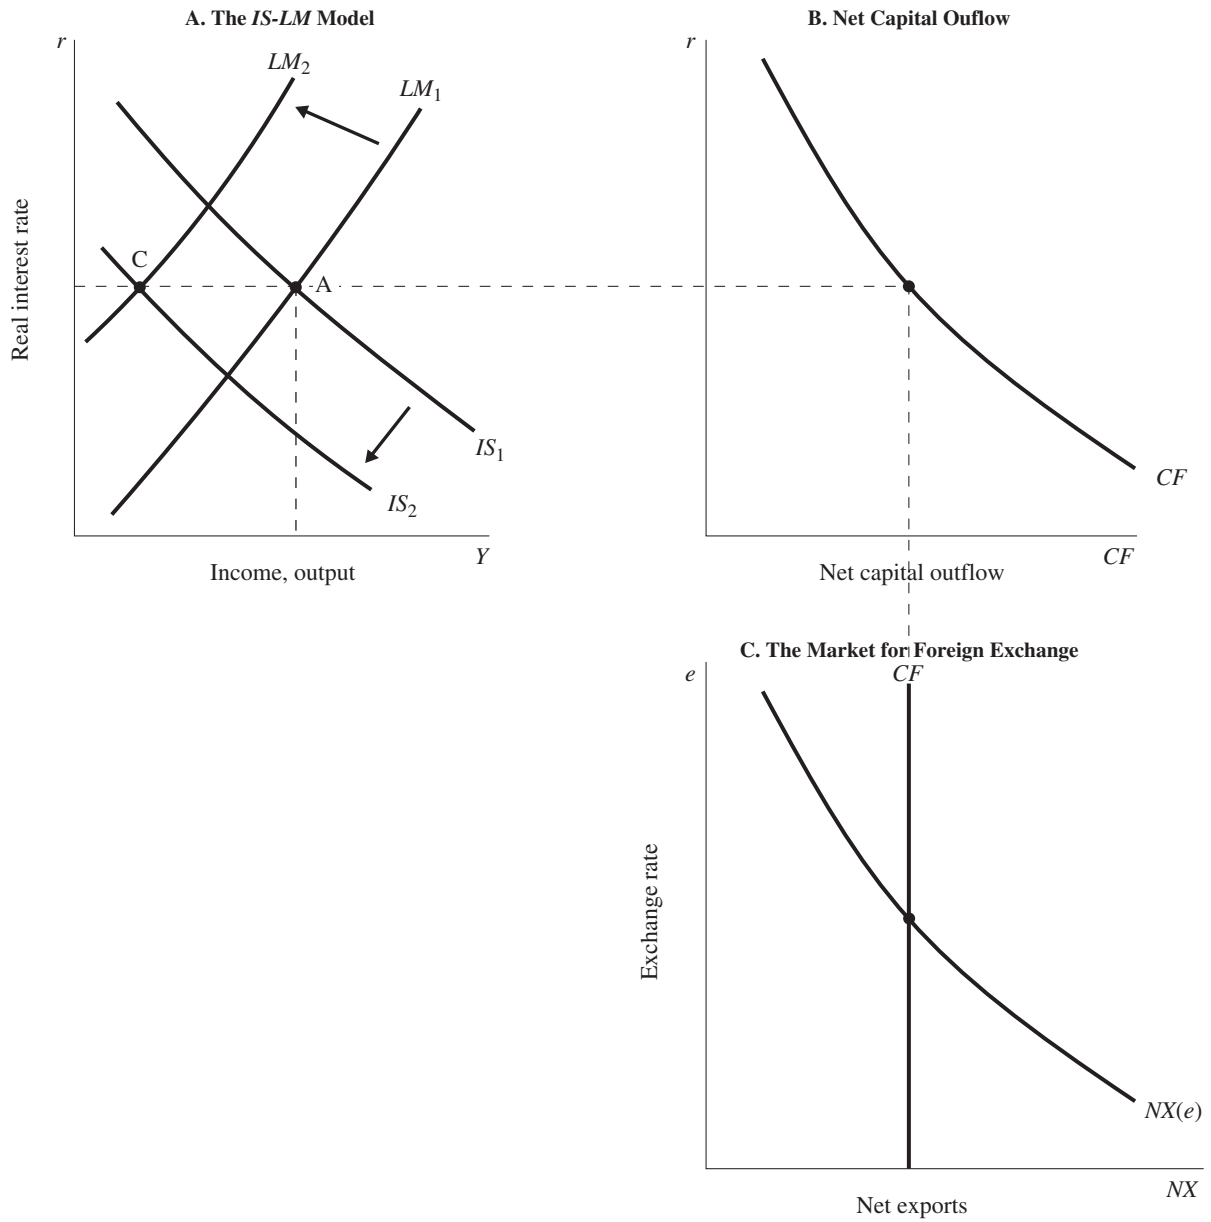 A. The IS-LM Model
r
LM2
LM1
C
A
IS1
IS2
Real interest rate
Y
Income, output
B. Net Capital Ouflow
r
CF
CF
Net capital outflow
C. The Market for Foreign Exchange
e
CF
Exchange rate
NX(e)
NX
Net exports